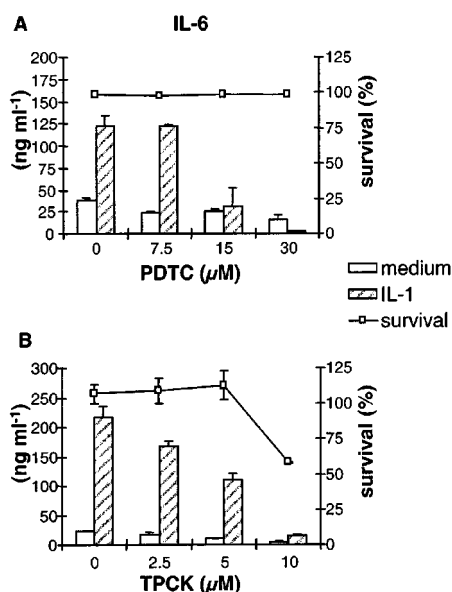 A
IL-6
(ng ml⁻¹)
200
175
150
125
100
75
50
25
0
125
100
75
50
25
0
survival (%)
0 7.5 15 30
PDTC (µM)
medium
IL-1
survival
B
(ng ml⁻¹)
300
250
200
150
100
50
0
125
100
75
50
25
0
survival (%)
0 2.5 5 10
TPCK (µM)